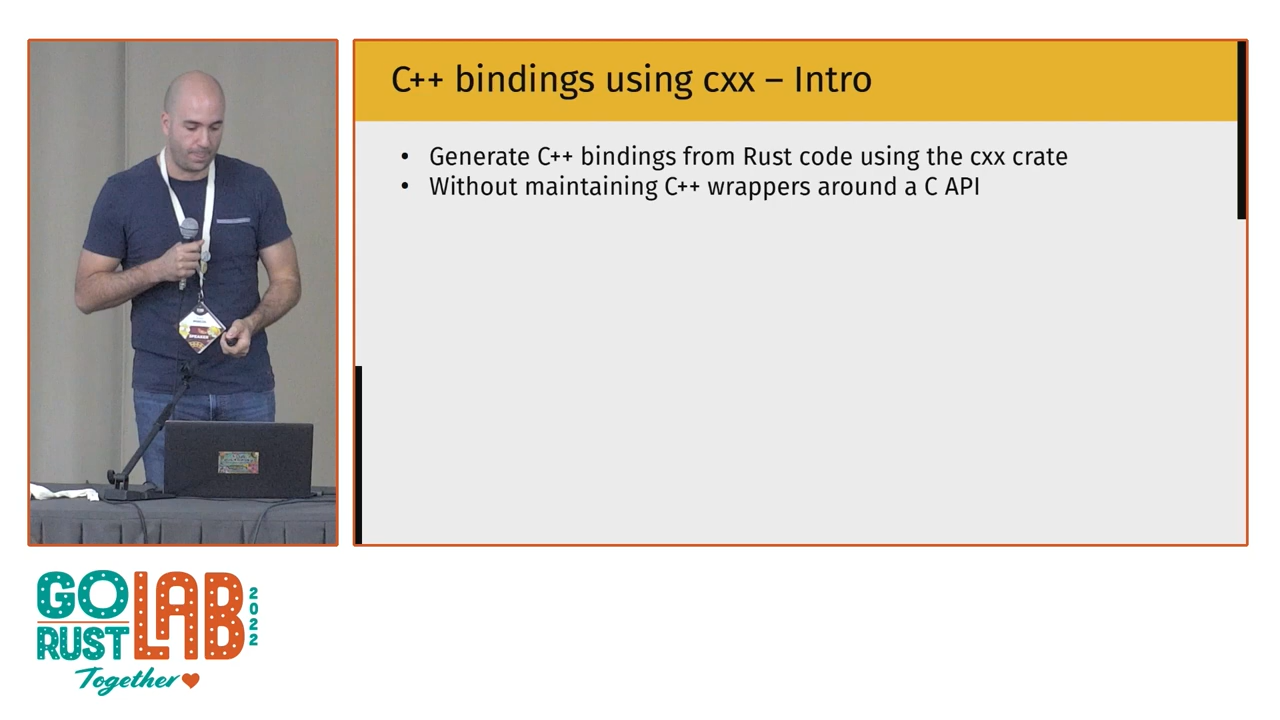 C++ bindings using cxx – Intro
• Generate C++ bindings from Rust code using the cxx crate
• Without maintaining C++ wrappers around a C API
SPEAKER
GO
RUST
LAB
2022
Together